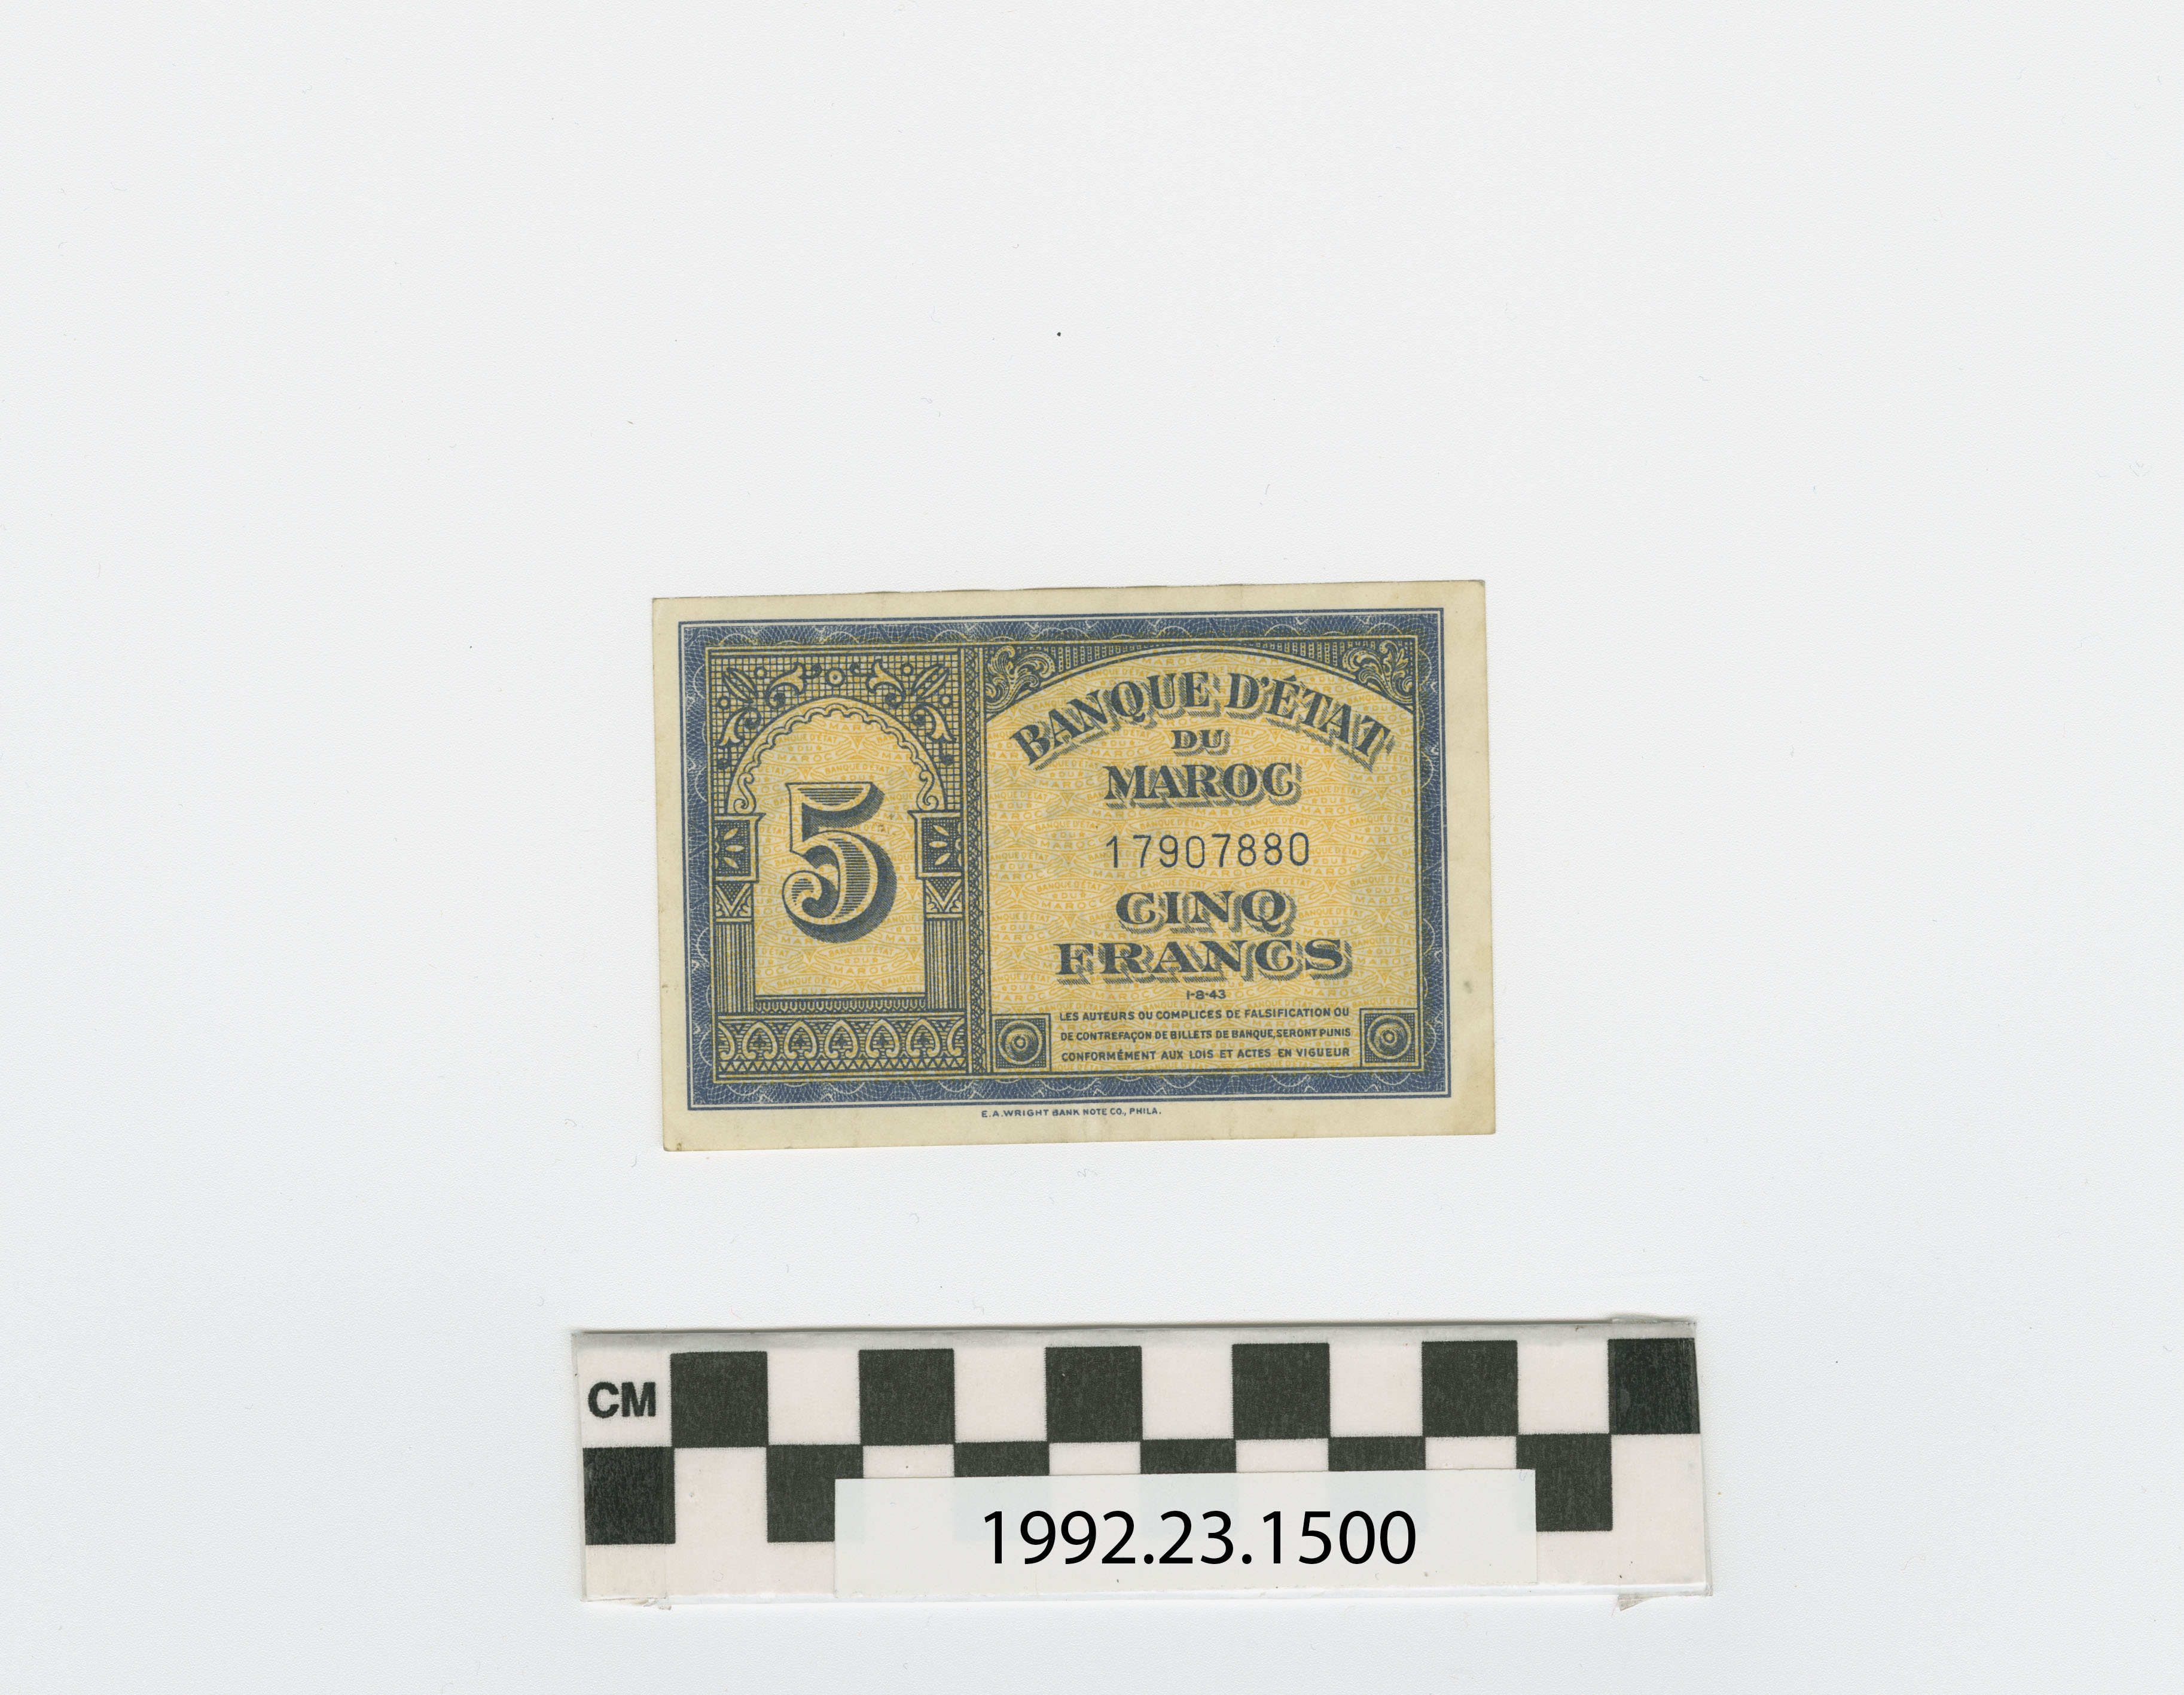 5
BANQUE D'ÉTAT
DU
MAROC
17907880
CINQ
FRANCS
1-8-43
LES AUTEURS OU COMPLICES DE FALSIFICATION OU
DE CONTREFAÇON DE BILLETS DE BANQUE, SERONT PUNIS
CONFORMÉMENT AUX LOIS ET ACTES EN VIGUEUR
E.A.WRIGHT BANK NOTE CO., PHILA.
CM
1992.23.1500